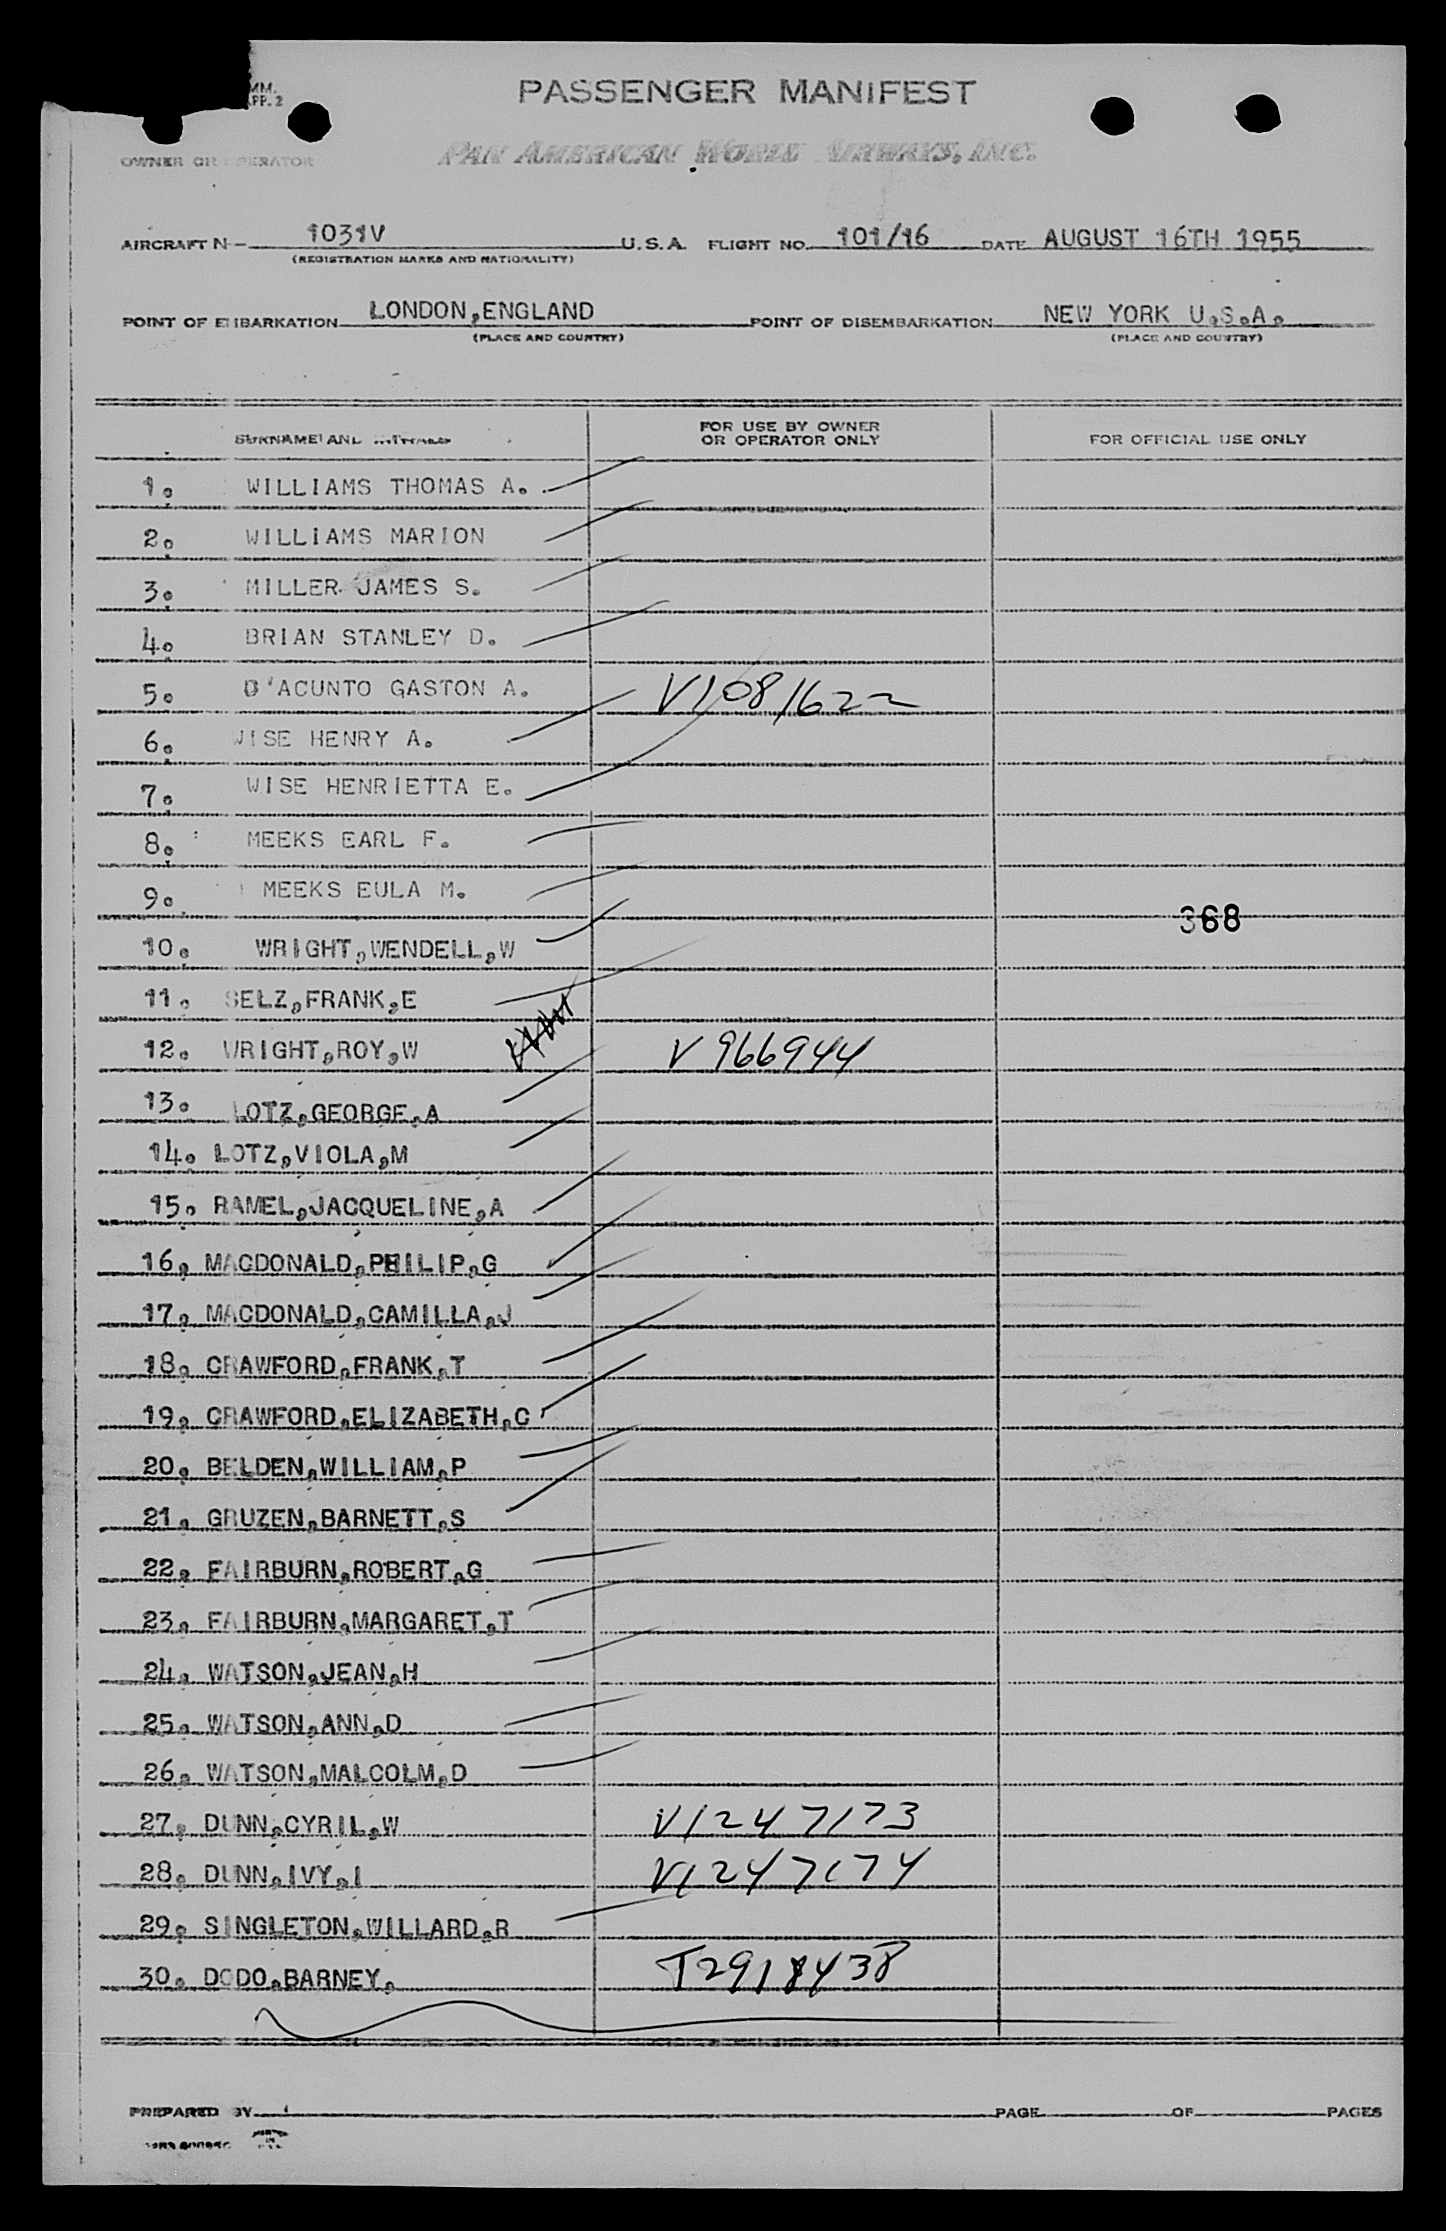 MM.
PP. 2
PASSENGER MANIFEST
OWNER OR OPERATOR PAN AMERICAN WORLD AIRWAYS, INC.
AIRCRAFT N- 1031V U.S.A. FLIGHT NO. 101/16 DATE AUGUST 16TH 1955
(REGISTRATION MARKS AND NATIONALITY)
POINT OF EMBARKATION LONDON,ENGLAND POINT OF DISEMBARKATION NEW YORK U.S.A.
(PLACE AND COUNTRY) (PLACE AND COUNTRY)
SURNAME AND INITIALS FOR USE BY OWNER OR OPERATOR ONLY FOR OFFICIAL USE ONLY
1. WILLIAMS THOMAS A.
2. WILLIAMS MARION
3. MILLER JAMES S.
4. BRIAN STANLEY D.
5. D'ACUNTO GASTON A. V1081622
6. WISE HENRY A.
7. WISE HENRIETTA E.
8. MEEKS EARL F.
9. MEEKS EULA M.
368
10. WRIGHT,WENDELL,W
11. SELZ,FRANK,E
12. WRIGHT,ROY,W V966944
13. LOTZ,GEORGE,A
14. LOTZ,VIOLA,M
15. RAMEL,JACQUELINE,A
16. MACDONALD,PHILIP,G
17. MACDONALD,CAMILLA,J
18. CRAWFORD,FRANK,T
19. CRAWFORD,ELIZABETH,C
20. BELDEN,WILLIAM,P
21. GRUZEN,BARNETT,S
22. FAIRBURN,ROBERT,G
23. FAIRBURN,MARGARET,T
24. WATSON,JEAN,H
25. WATSON,ANN,D
26. WATSON,MALCOLM,D
27. DUNN,CYRIL,W V1247173
28. DUNN,IVY,I V1247174
29. SINGLETON,WILLARD,R
30. DODO,BARNEY, T2918438
PREPARED BY PAGE OF PAGES